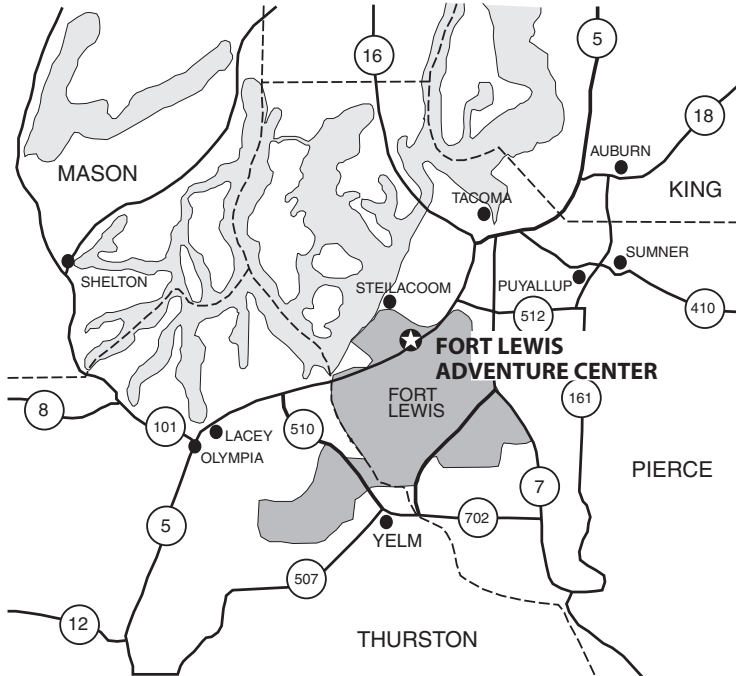 16
5
18
AUBURN
MASON
KING
TACOMA
SUMNER
SHELTON
STEILACOOM
PUYALLUP
410
512
FORT LEWIS
ADVENTURE CENTER
FORT
LEWIS
161
8
101
LACEY
510
OLYMPIA
PIERCE
7
5
702
YELM
507
12
THURSTON